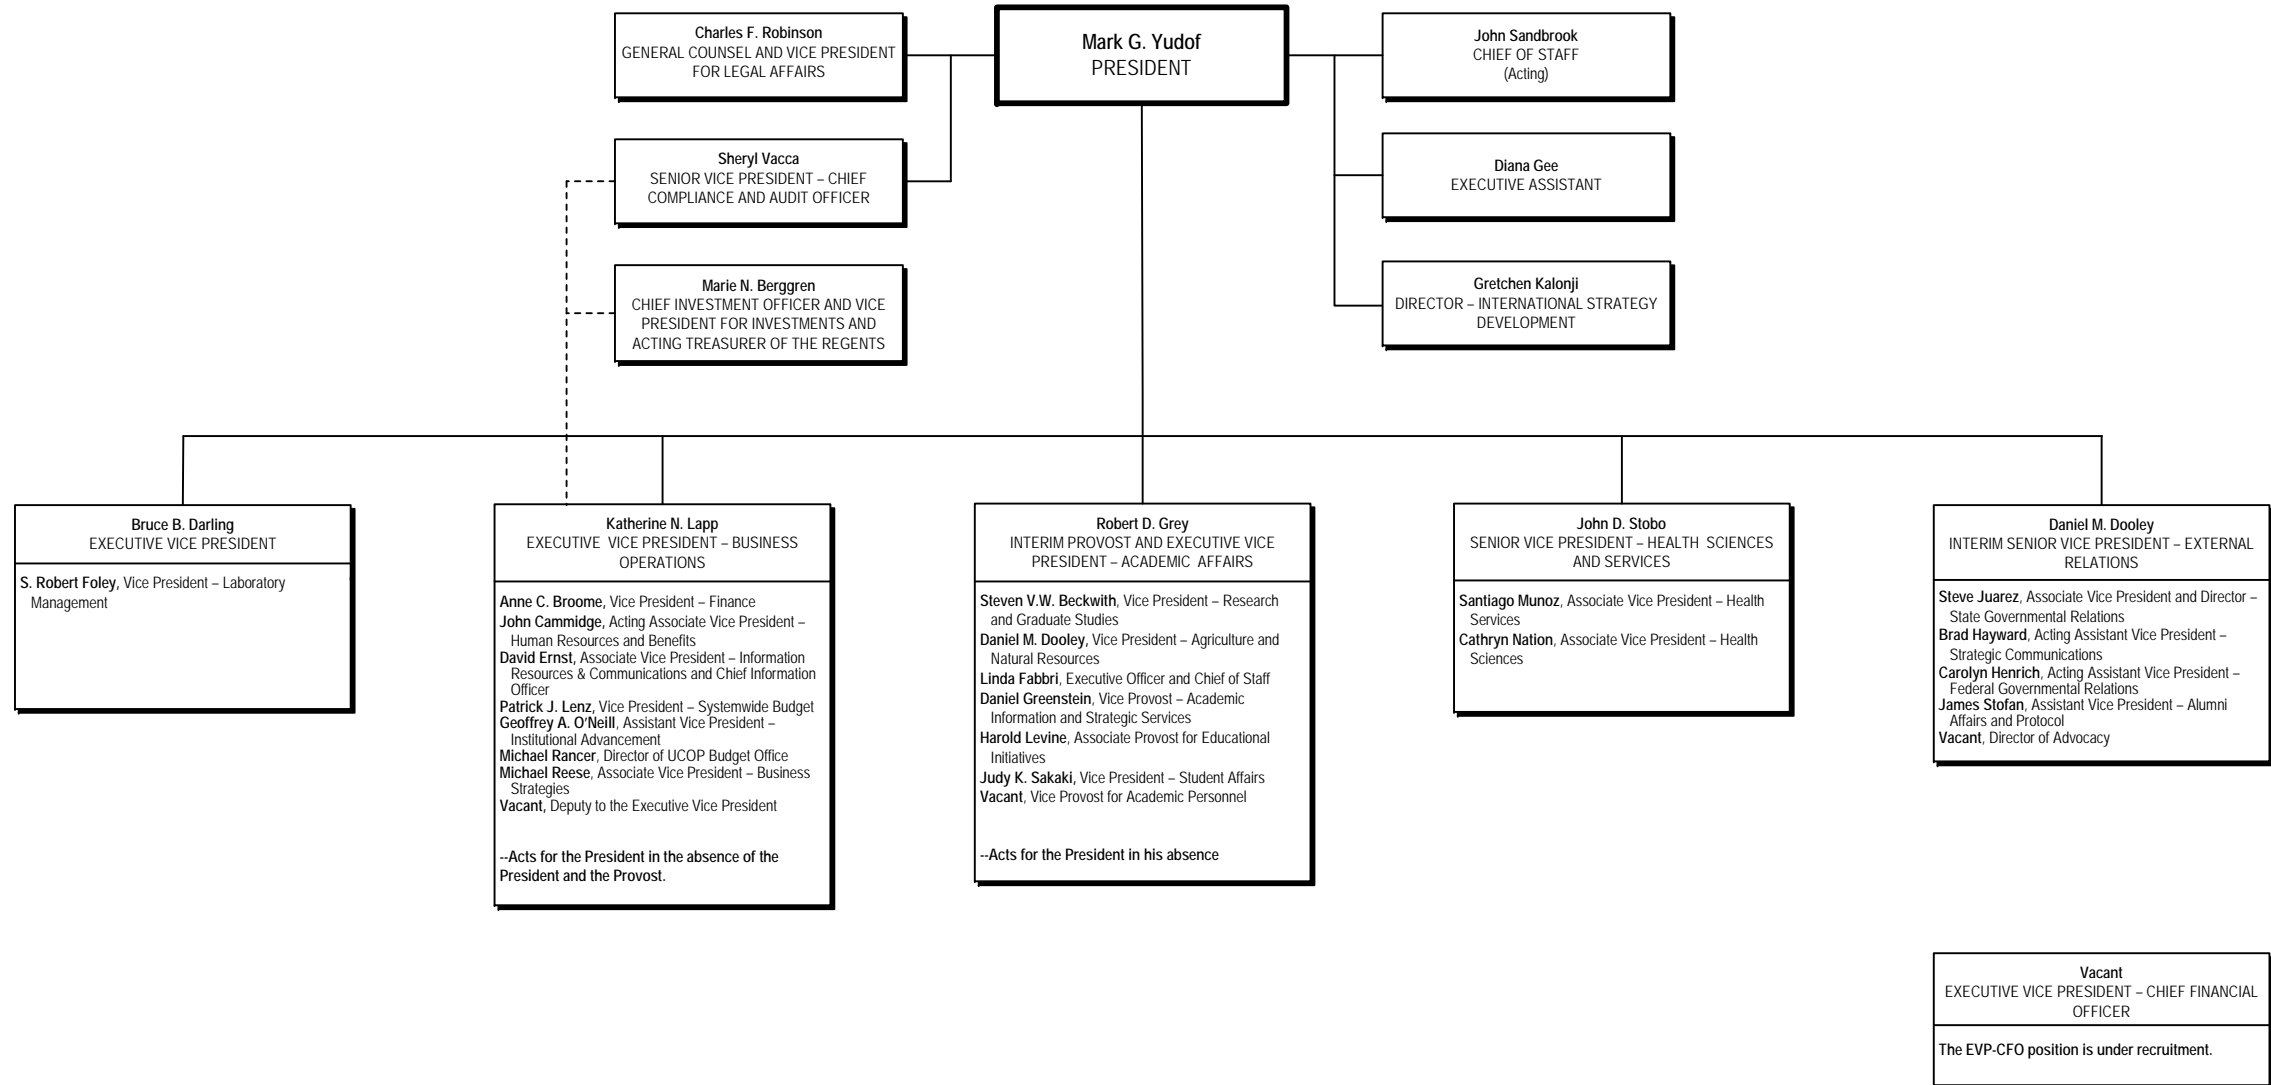 Charles F. Robinson
GENERAL COUNSEL AND VICE PRESIDENT
FOR LEGAL AFFAIRS
Mark G. Yudof
PRESIDENT
John Sandbrook
CHIEF OF STAFF
(Acting)
Sheryl Vacca
SENIOR VICE PRESIDENT – CHIEF
COMPLIANCE AND AUDIT OFFICER
Diana Gee
EXECUTIVE ASSISTANT
Marie N. Berggren
CHIEF INVESTMENT OFFICER AND VICE
PRESIDENT FOR INVESTMENTS AND
ACTING TREASURER OF THE REGENTS
Gretchen Kalonji
DIRECTOR – INTERNATIONAL STRATEGY
DEVELOPMENT
Bruce B. Darling
EXECUTIVE VICE PRESIDENT
S. Robert Foley, Vice President – Laboratory
Management
Katherine N. Lapp
EXECUTIVE VICE PRESIDENT – BUSINESS
OPERATIONS
Anne C. Broome, Vice President – Finance
John Cammidge, Acting Associate Vice President –
Human Resources and Benefits
David Ernst, Associate Vice President – Information
Resources & Communications and Chief Information
Officer
Patrick J. Lenz, Vice President – Systemwide Budget
Geoffrey A. O'Neill, Assistant Vice President –
Institutional Advancement
Michael Rancer, Director of UCOP Budget Office
Michael Reese, Associate Vice President – Business
Strategies
Vacant, Deputy to the Executive Vice President
--Acts for the President in the absence of the
President and the Provost.
Robert D. Grey
INTERIM PROVOST AND EXECUTIVE VICE
PRESIDENT – ACADEMIC AFFAIRS
Steven V.W. Beckwith, Vice President – Research
and Graduate Studies
Daniel M. Dooley, Vice President – Agriculture and
Natural Resources
Linda Fabbri, Executive Officer and Chief of Staff
Daniel Greenstein, Vice Provost – Academic
Information and Strategic Services
Harold Levine, Associate Provost for Educational
Initiatives
Judy K. Sakaki, Vice President – Student Affairs
Vacant, Vice Provost for Academic Personnel
--Acts for the President in his absence
John D. Stobo
SENIOR VICE PRESIDENT – HEALTH SCIENCES
AND SERVICES
Santiago Munoz, Associate Vice President – Health
Services
Cathryn Nation, Associate Vice President – Health
Sciences
Daniel M. Dooley
INTERIM SENIOR VICE PRESIDENT – EXTERNAL
RELATIONS
Steve Juarez, Associate Vice President and Director –
State Governmental Relations
Brad Hayward, Acting Assistant Vice President –
Strategic Communications
Carolyn Henrich, Acting Assistant Vice President –
Federal Governmental Relations
James Stofan, Assistant Vice President – Alumni
Affairs and Protocol
Vacant, Director of Advocacy
Vacant
EXECUTIVE VICE PRESIDENT – CHIEF FINANCIAL
OFFICER
The EVP-CFO position is under recruitment.